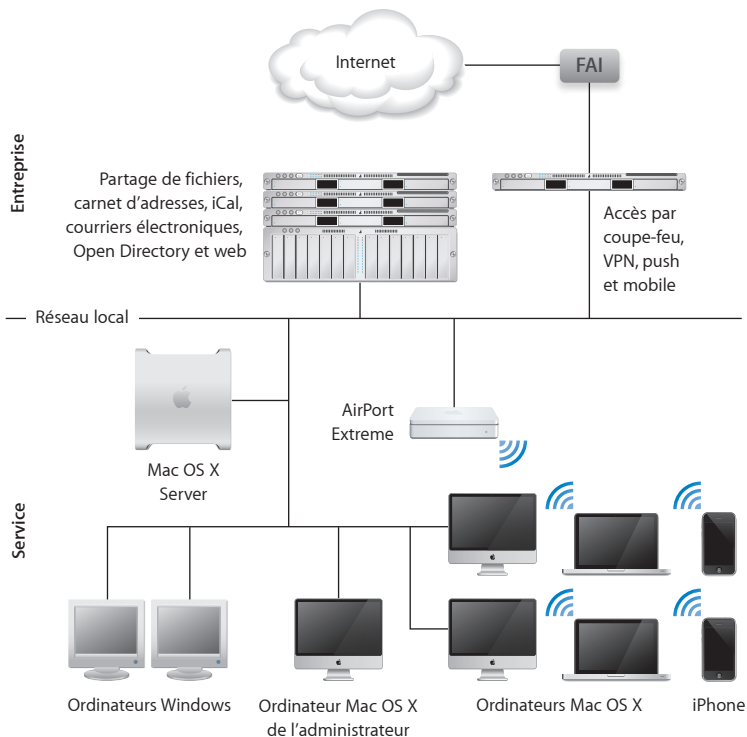 Internet
FAI
Entreprise
Partage de fichiers,
carnet d'adresses, iCal,
courriers électroniques,
Open Directory et web
Accès par
coupe-feu,
VPN, push
et mobile
Réseau local
AirPort
Extreme
Mac OS X
Server
Service
Ordinateurs Windows
Ordinateur Mac OS X
de l'administrateur
Ordinateurs Mac OS X
iPhone